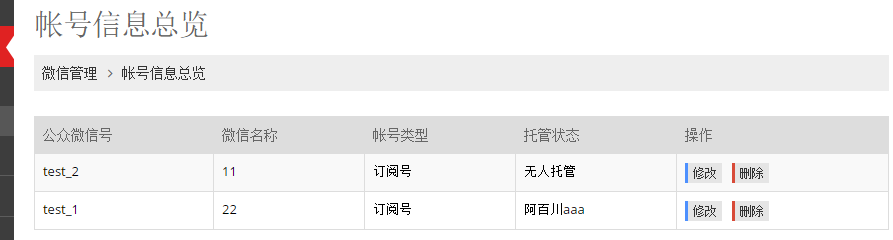 帐号信息总览
微信管理 > 帐号信息总览
公众微信号 微信名称 帐号类型 托管状态 操作
test_2 11 订阅号 无人托管 修改 删除
test_1 22 订阅号 阿百川aaa 修改 删除